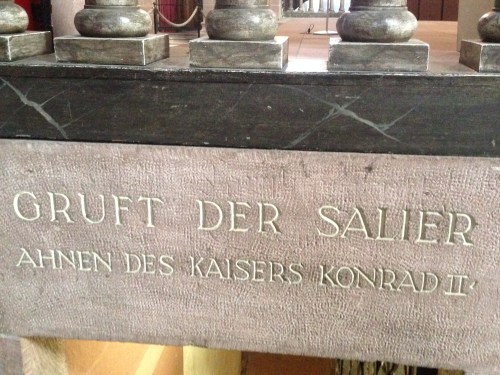 GRUFT DER SALIER
AHNEN DES KAISERS KONRAD II·